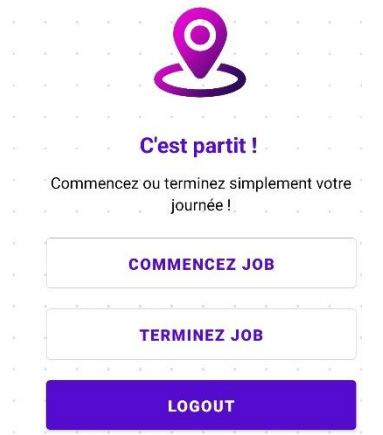 C'est partit !
Commencez ou terminez simplement votre
journée !
COMMENCEZ JOB
TERMINEZ JOB
LOGOUT